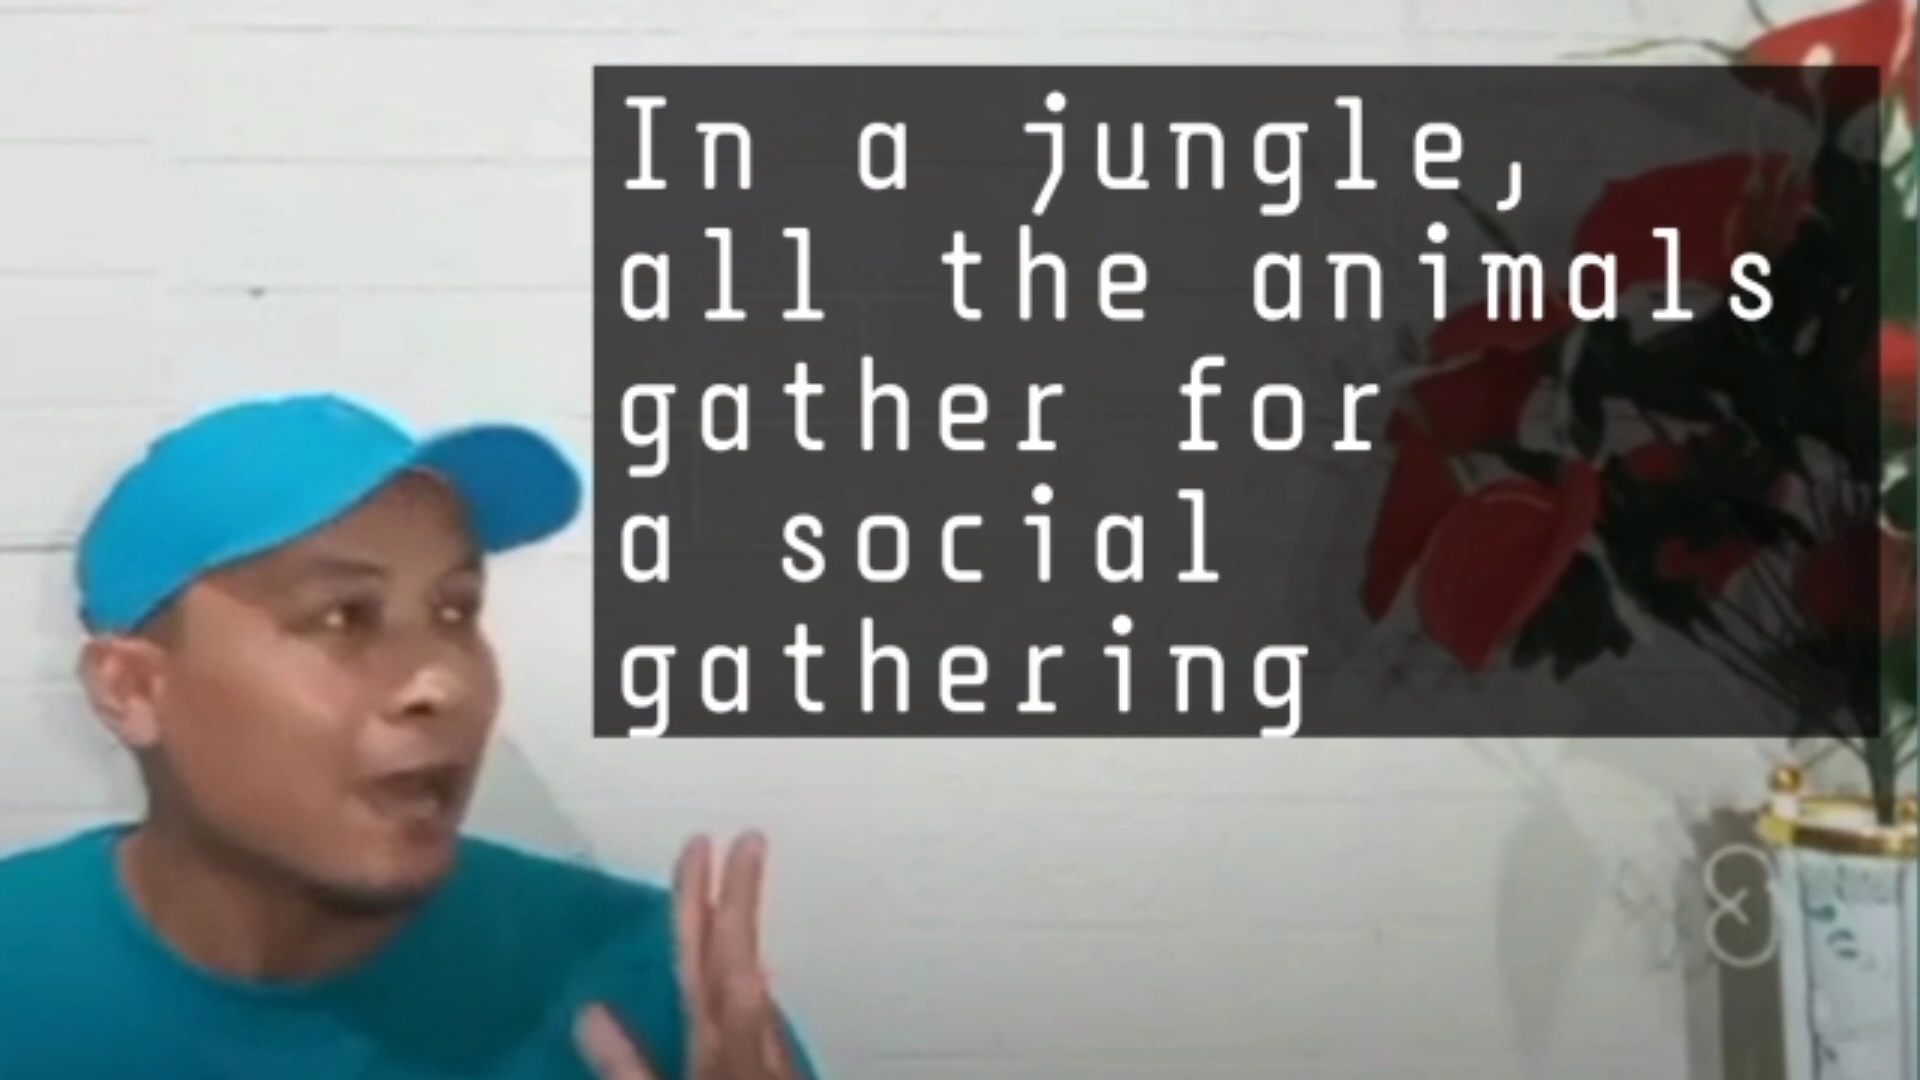 In a jungle,
all the animals
gather for
a social
gathering